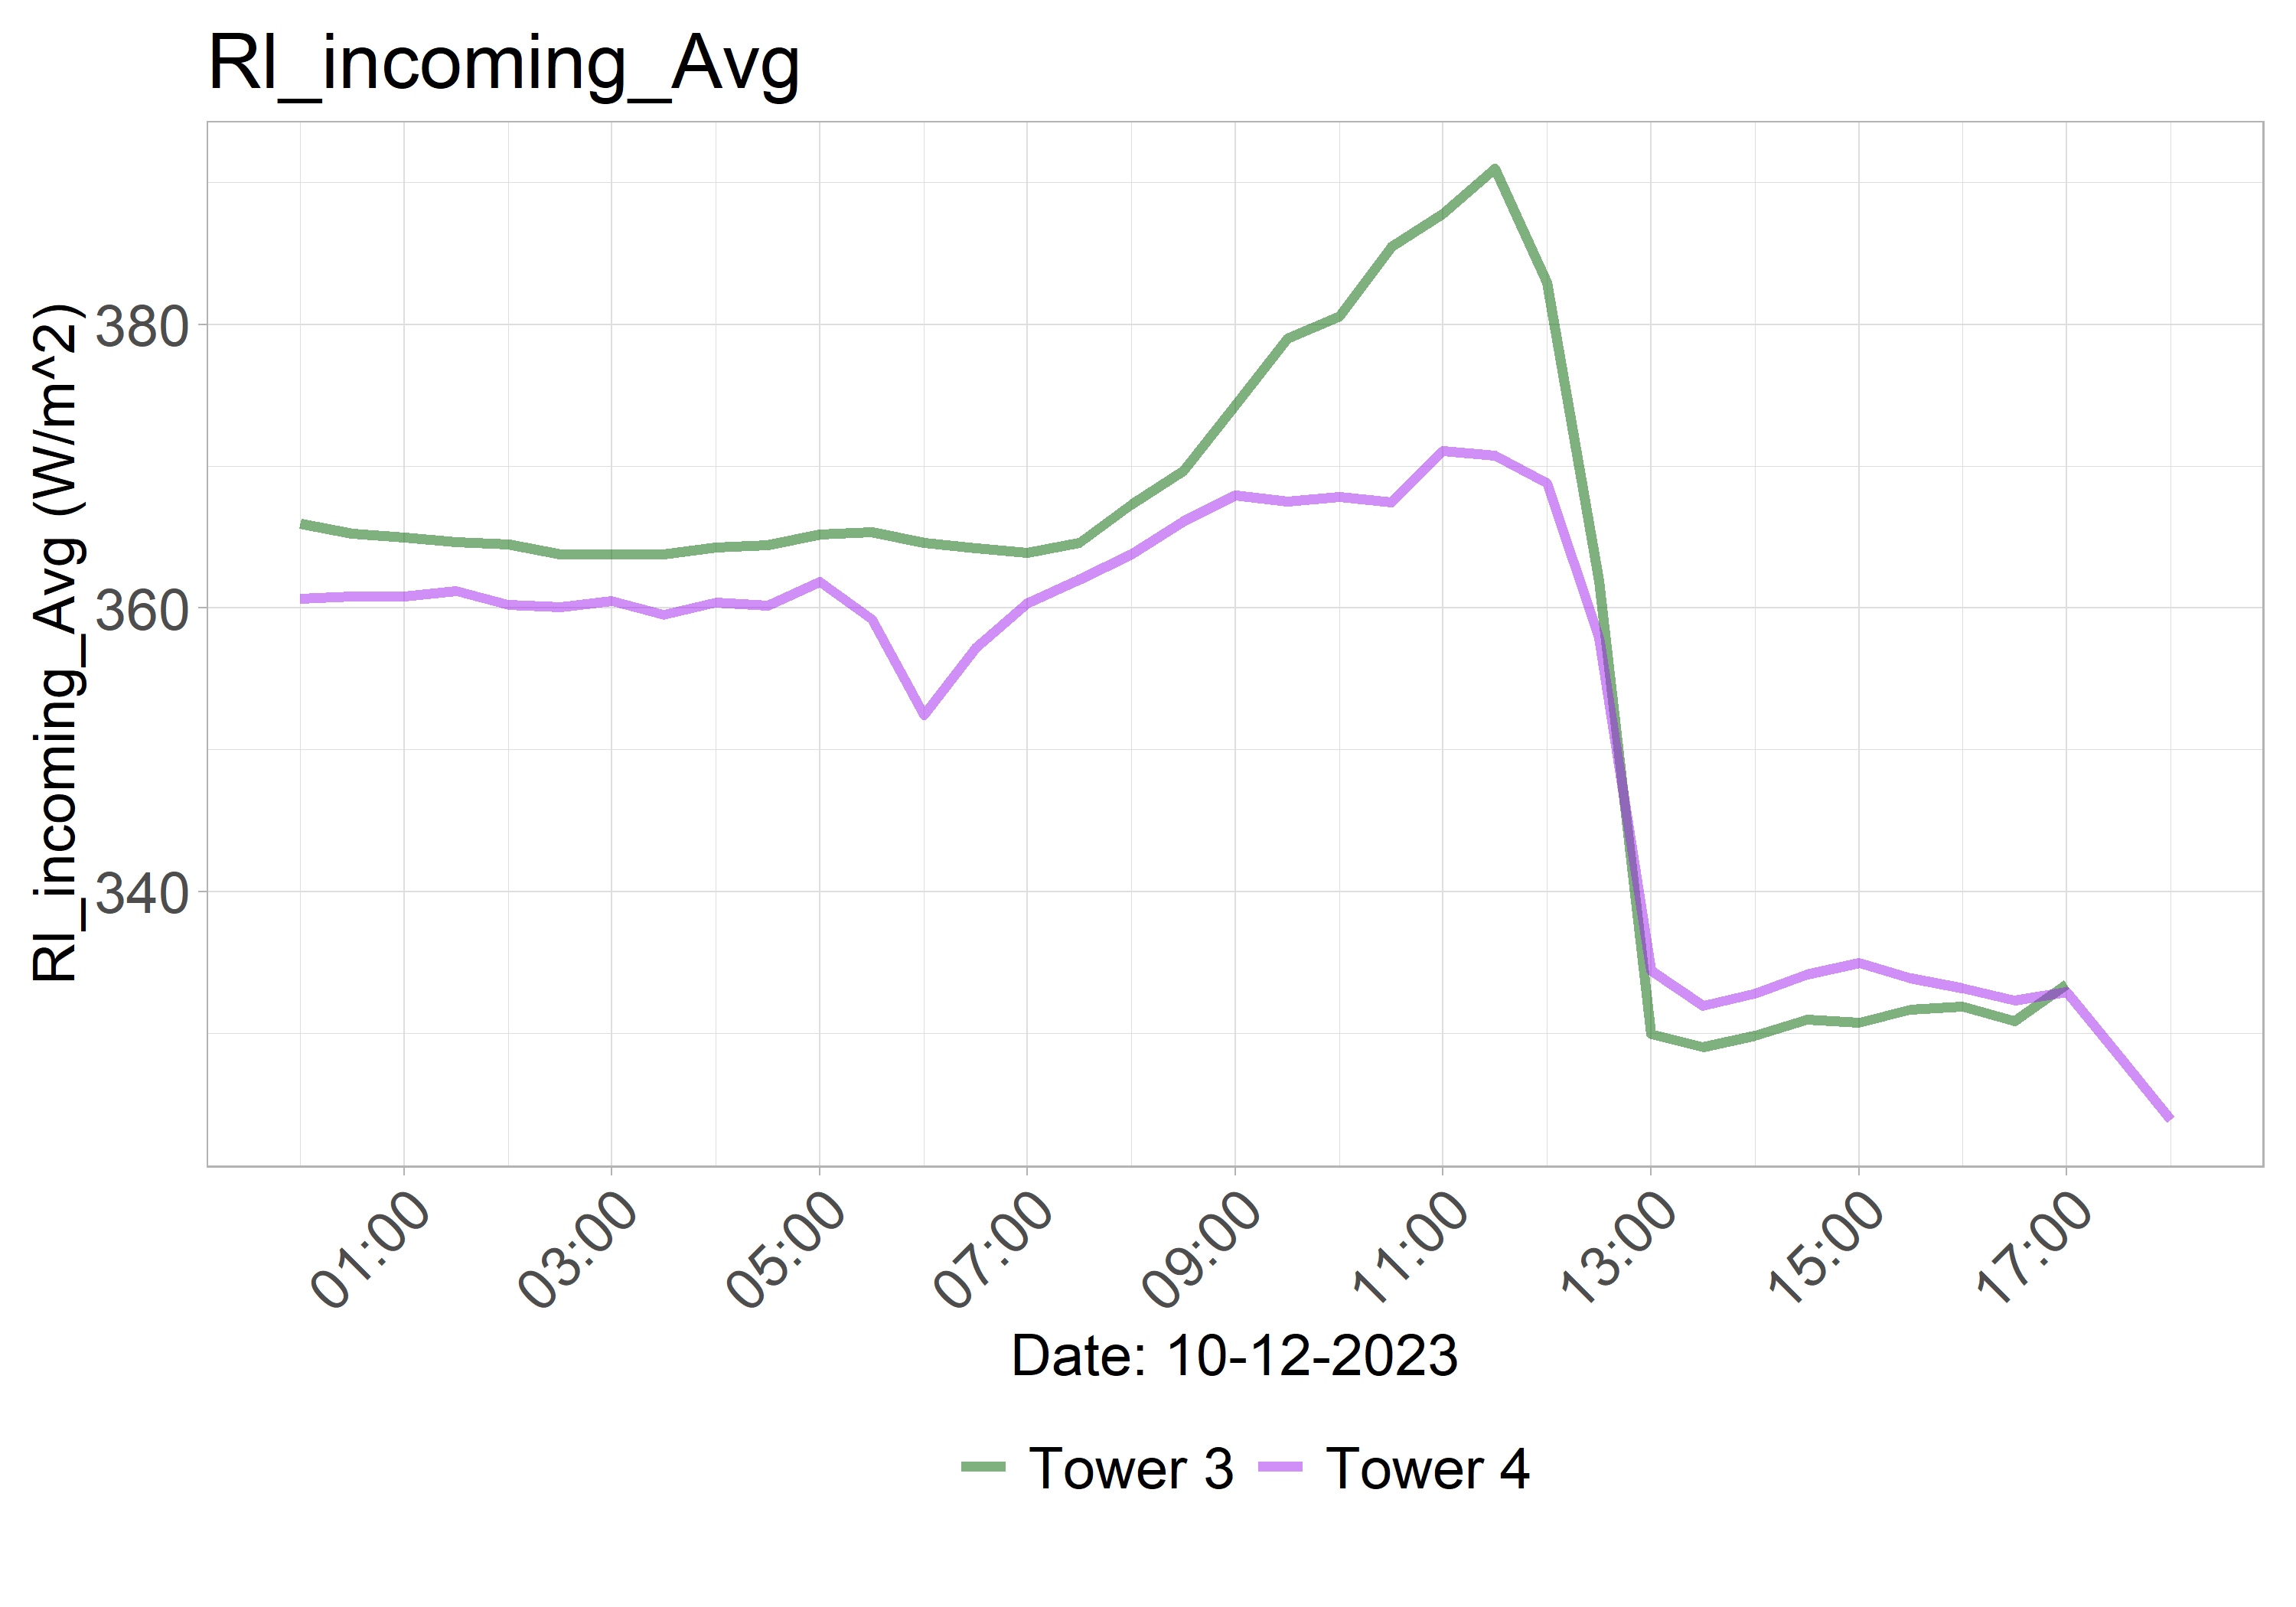 Rl_incoming_Avg
Rl_incoming_Avg (W/m^2)
380
360
340
01:00 03:00 05:00 07:00 09:00 11:00 13:00 15:00 17:00
Date: 10-12-2023
Tower 3 Tower 4